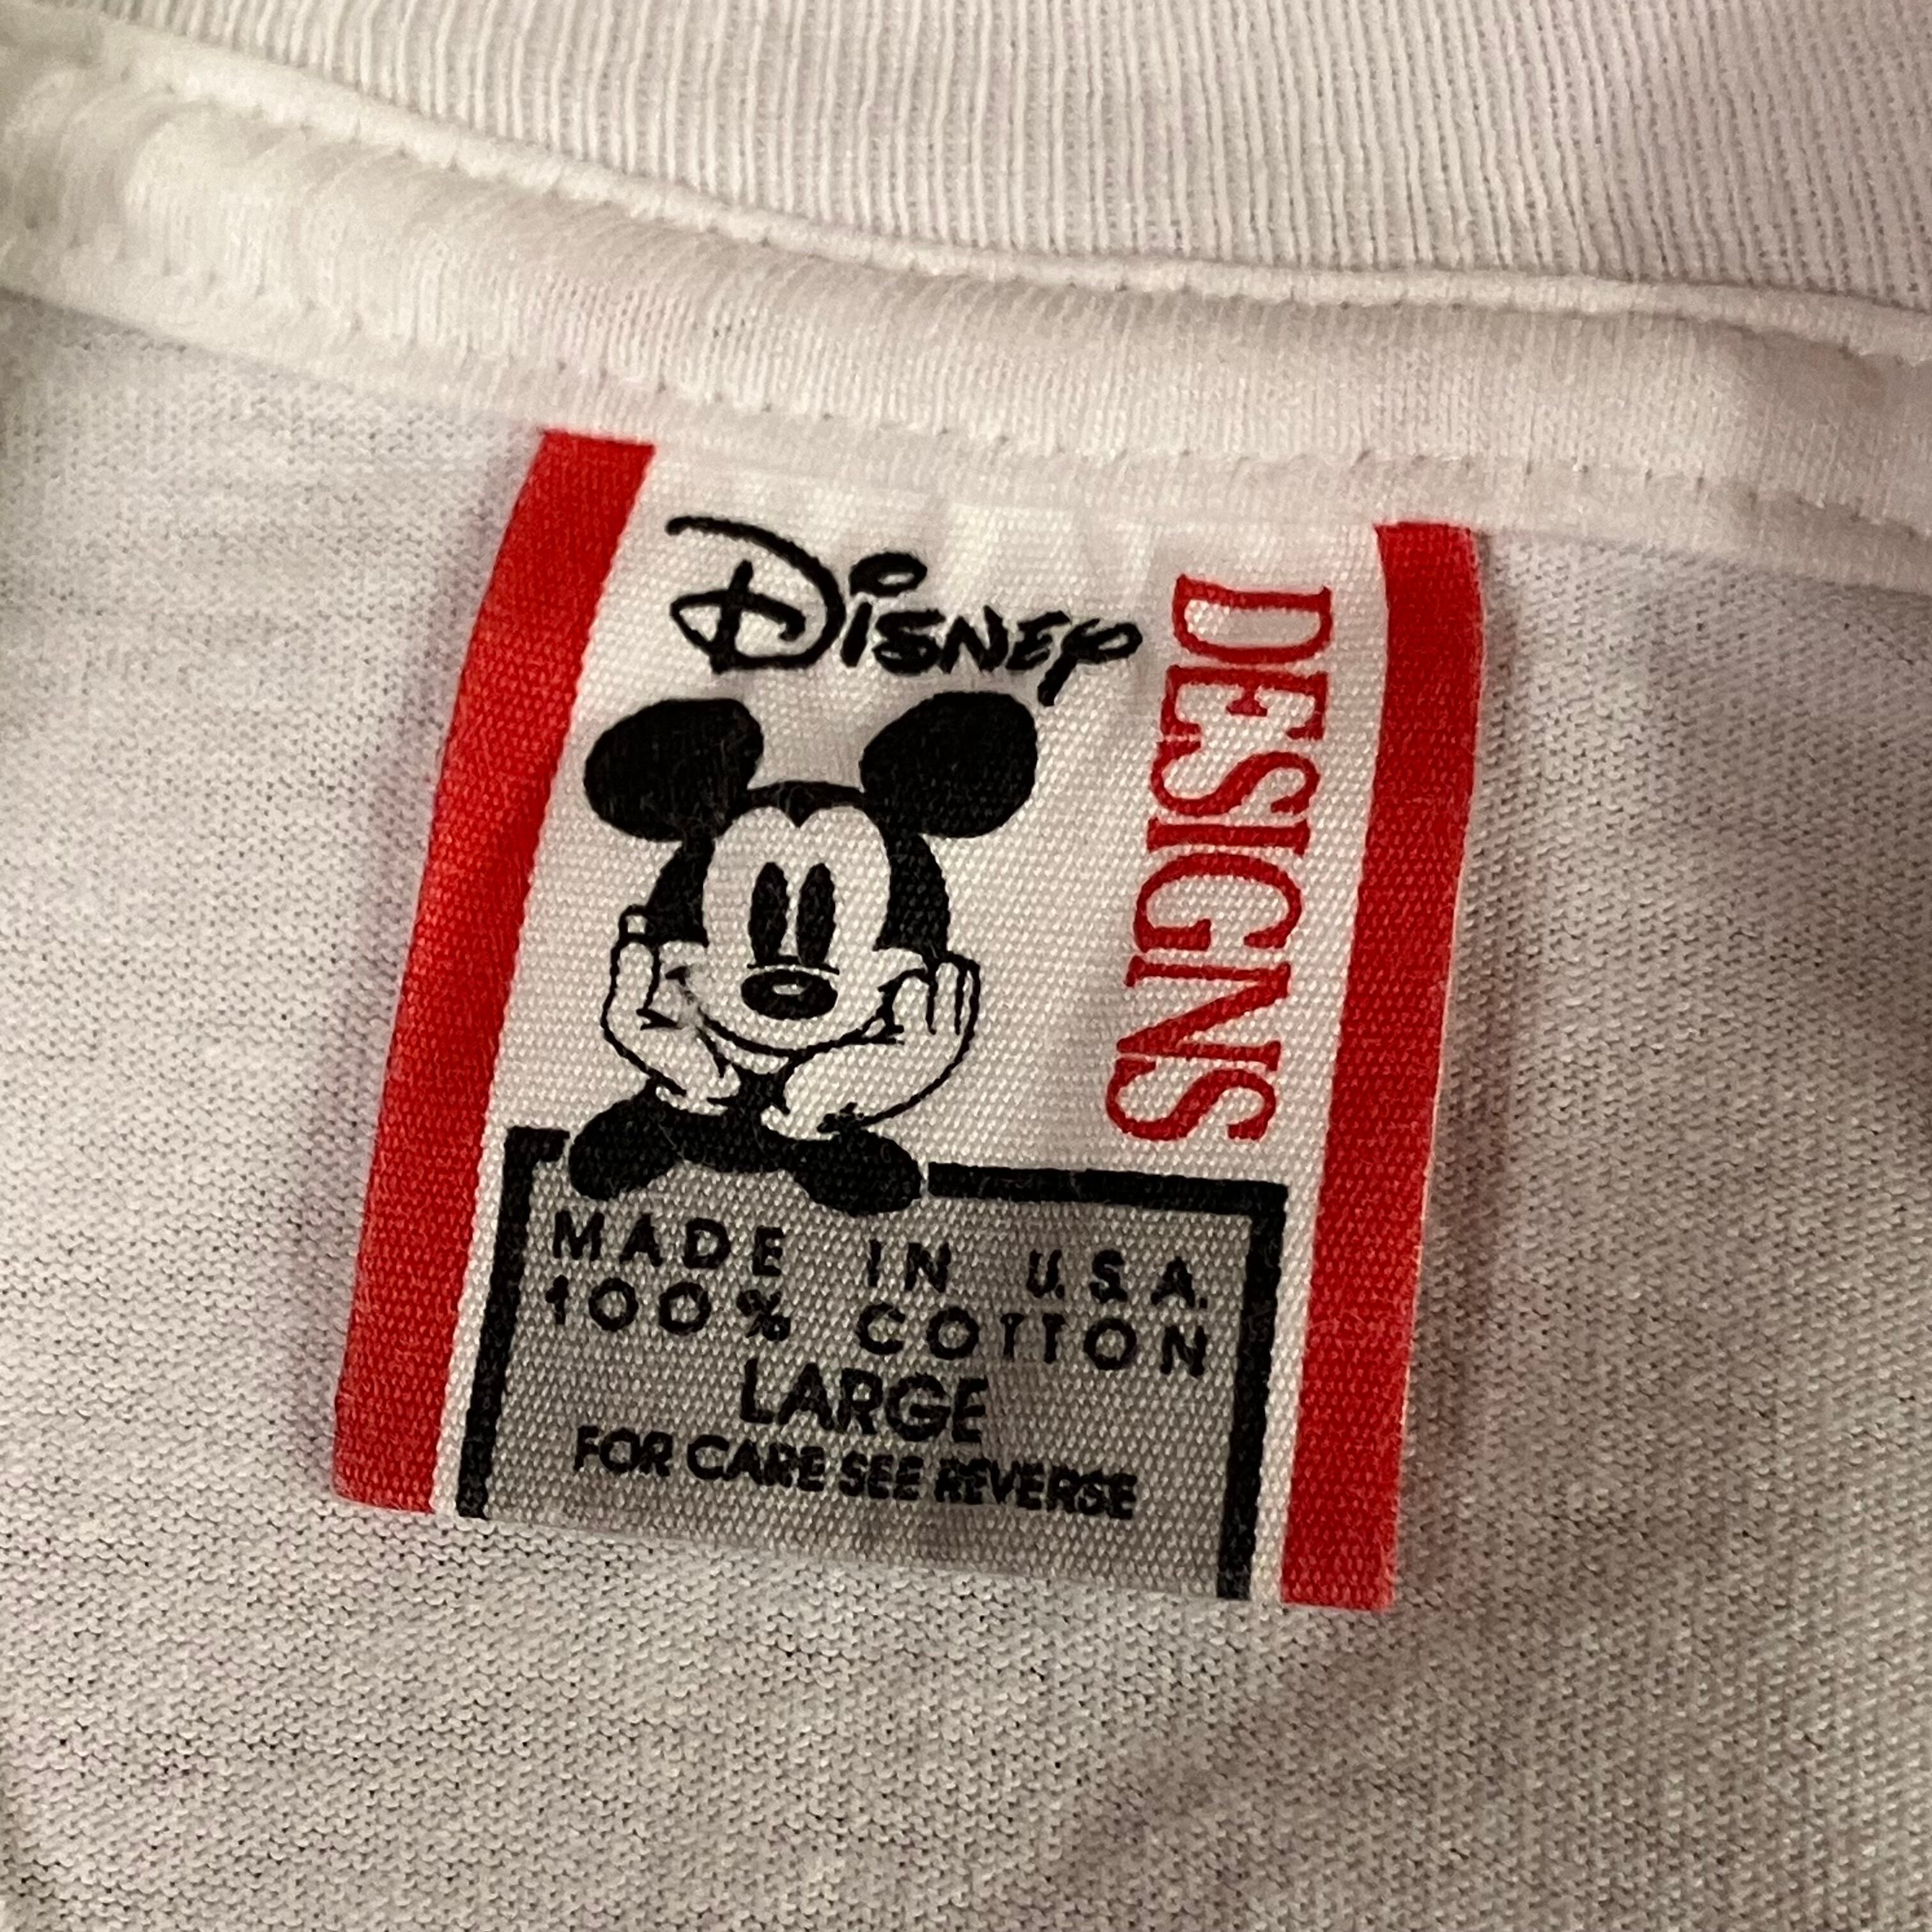 Disney
DESIGNS
MADE IN U.S.A.
100% COTTON
LARGE
FOR CARE SEE REVERSE